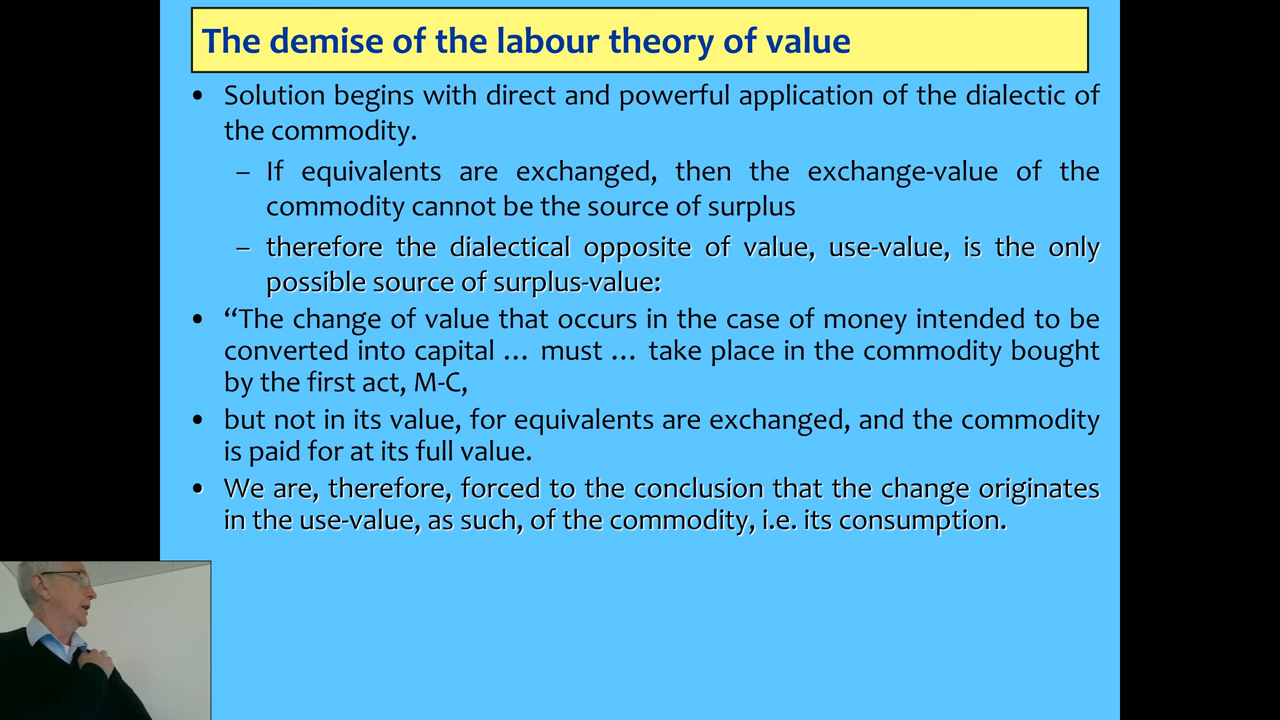 The demise of the labour theory of value
• Solution begins with direct and powerful application of the dialectic of
the commodity.
– If equivalents are exchanged, then the exchange-value of the
commodity cannot be the source of surplus
– therefore the dialectical opposite of value, use-value, is the only
possible source of surplus-value:
• “The change of value that occurs in the case of money intended to be
converted into capital … must … take place in the commodity bought
by the first act, M-C,
• but not in its value, for equivalents are exchanged, and the commodity
is paid for at its full value.
• We are, therefore, forced to the conclusion that the change originates
in the use-value, as such, of the commodity, i.e. its consumption.